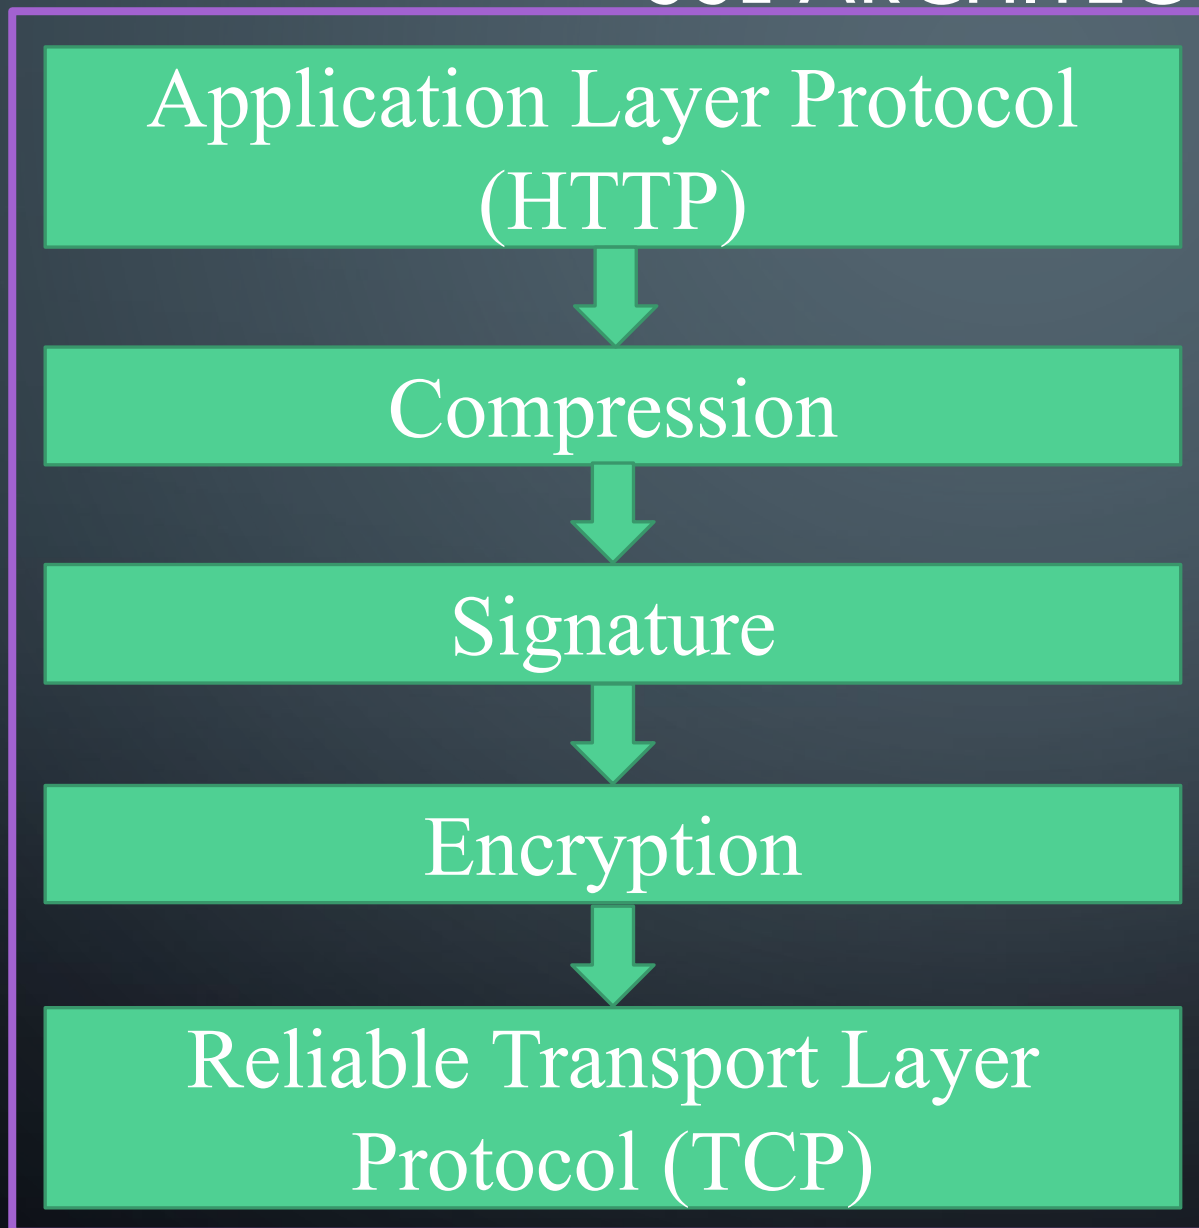 Application Layer Protocol
(HTTP)
Compression
Signature
Encryption
Reliable Transport Layer
Protocol (TCP)